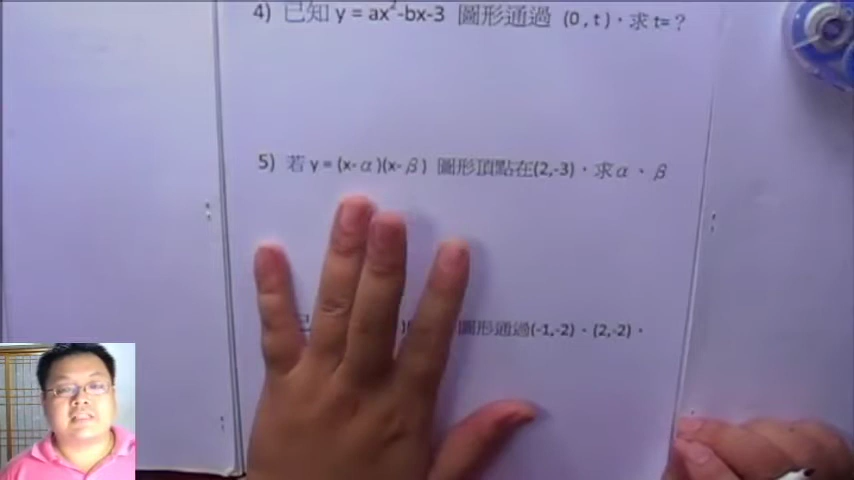 4) 已知 y = ax²-bx-3 圖形通過 (0 , t )，求 t= ?
5) 若 y = (x-α)(x-β) 圖形頂點在(2,-3)，求α、β
圖形通過(-1,-2)、(2,-2)，